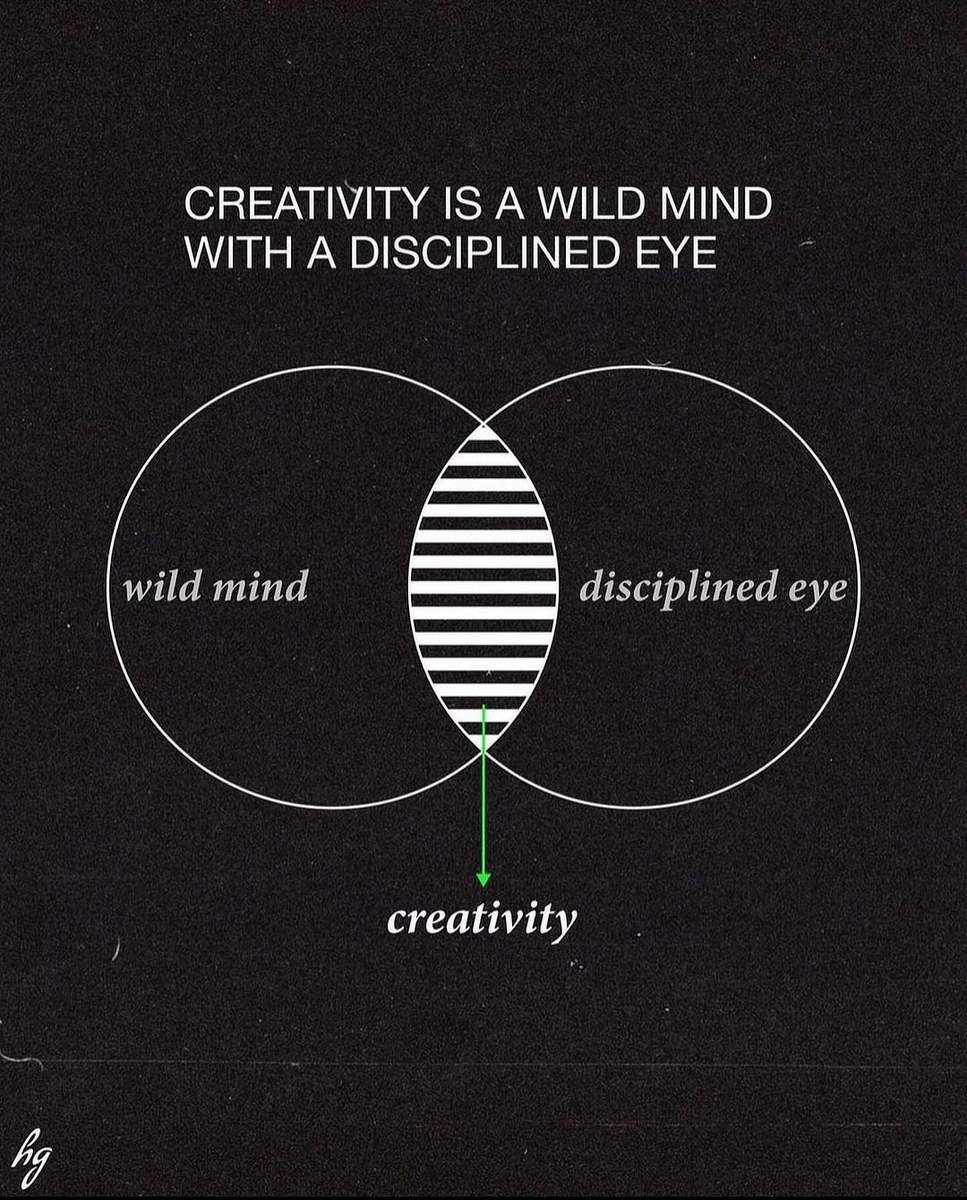 CREATIVITY IS A WILD MIND
WITH A DISCIPLINED EYE
wild mind
disciplined eye
creativity
hg